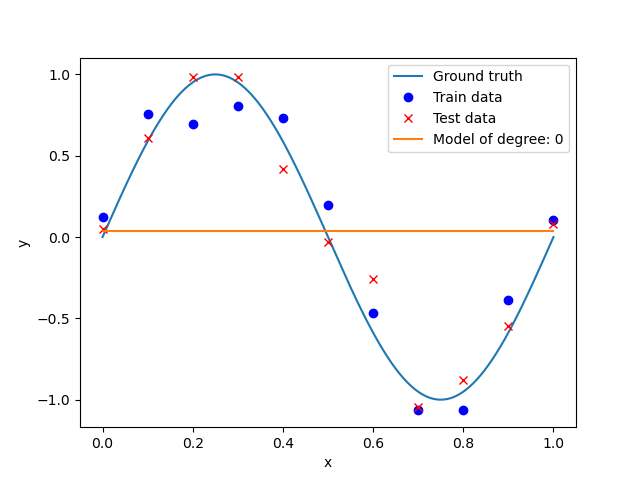 Ground truth
Train data
Test data
Model of degree: 0
1.0
0.5
0.0
−0.5
−1.0
y
0.0 0.2 0.4 0.6 0.8 1.0
x